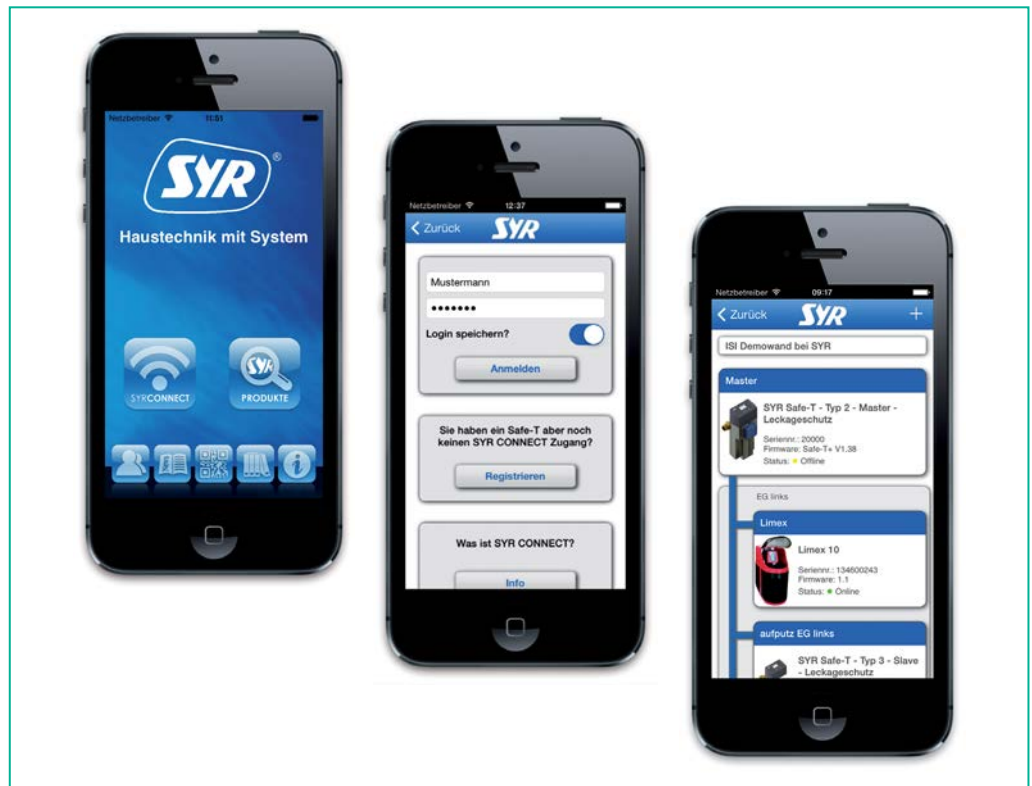 Netzbetreiber 11:51
SYR®
Haustechnik mit System
SYRCONNECT
SYR
PRODUKTE
News
Netzbetreiber 12:37
Zurück
SYR
Mustermann
•••••••
Login speichern?
Anmelden
Sie haben ein Safe-T aber noch
keinen SYR CONNECT Zugang?
Registrieren
Was ist SYR CONNECT?
Info
Netzbetreiber 09:17
Zurück
SYR
+
ISI Demowand bei SYR
Master
SYR Safe-T - Typ 2 - Master -
Leckageschutz
Seriennr.: 20000
Firmware: Safe-T+ V1.38
Status: Offline
EG links
Limex
Limex 10
Seriennr.: 134600243
Firmware: 1.1
Status: Online
aufputz EG links
SYR Safe-T - Typ 3 - Slave
- Leckageschutz